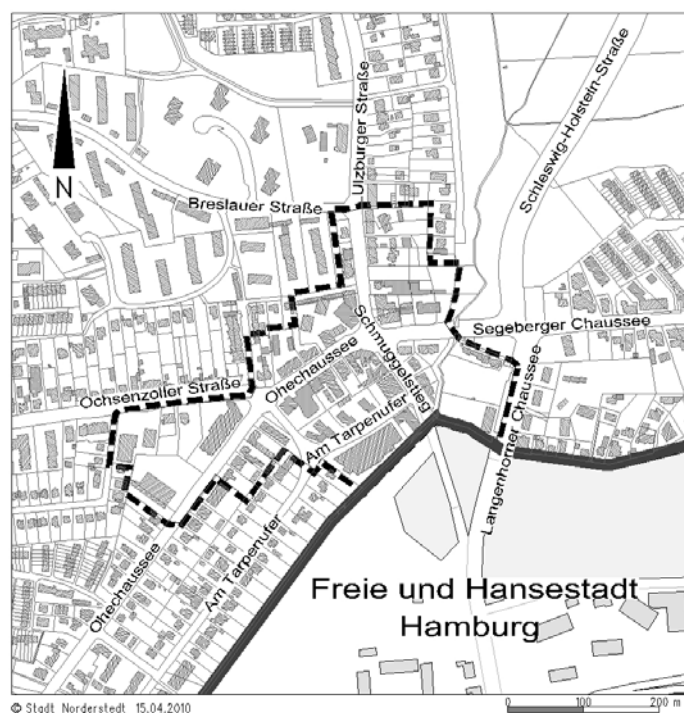 Ulzburger Straße
Schleswig-Holstein-Straße
N
Breslauer Straße
Schmuggelstieg
Segeberger Chaussee
Ochsenzoller Straße
Ohechaussee
Langenhorner Chaussee
Am Tarpenufer
Ohechaussee
Am Tarpenufer
Freie und Hansestadt
Hamburg
© Stadt Norderstedt 15.04.2010
0 100 200 m